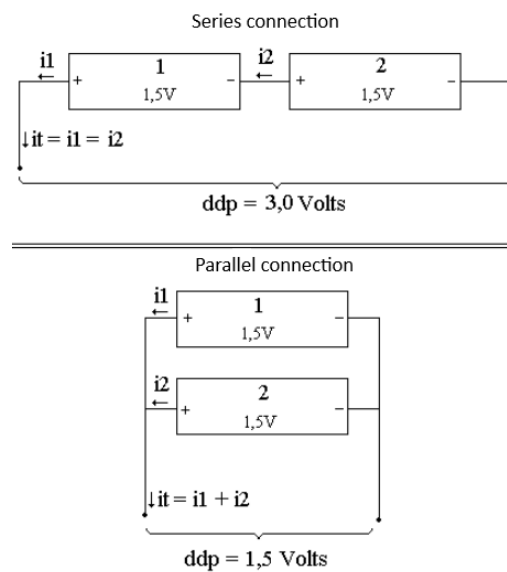 Series connection
i1 ← + 1 − i2 ← + 2 −
1,5V 1,5V
↓it = i1 = i2
ddp = 3,0 Volts
Parallel connection
i1 ← + 1 −
1,5V
i2 ← + 2 −
1,5V
↓it = i1 + i2
ddp = 1,5 Volts